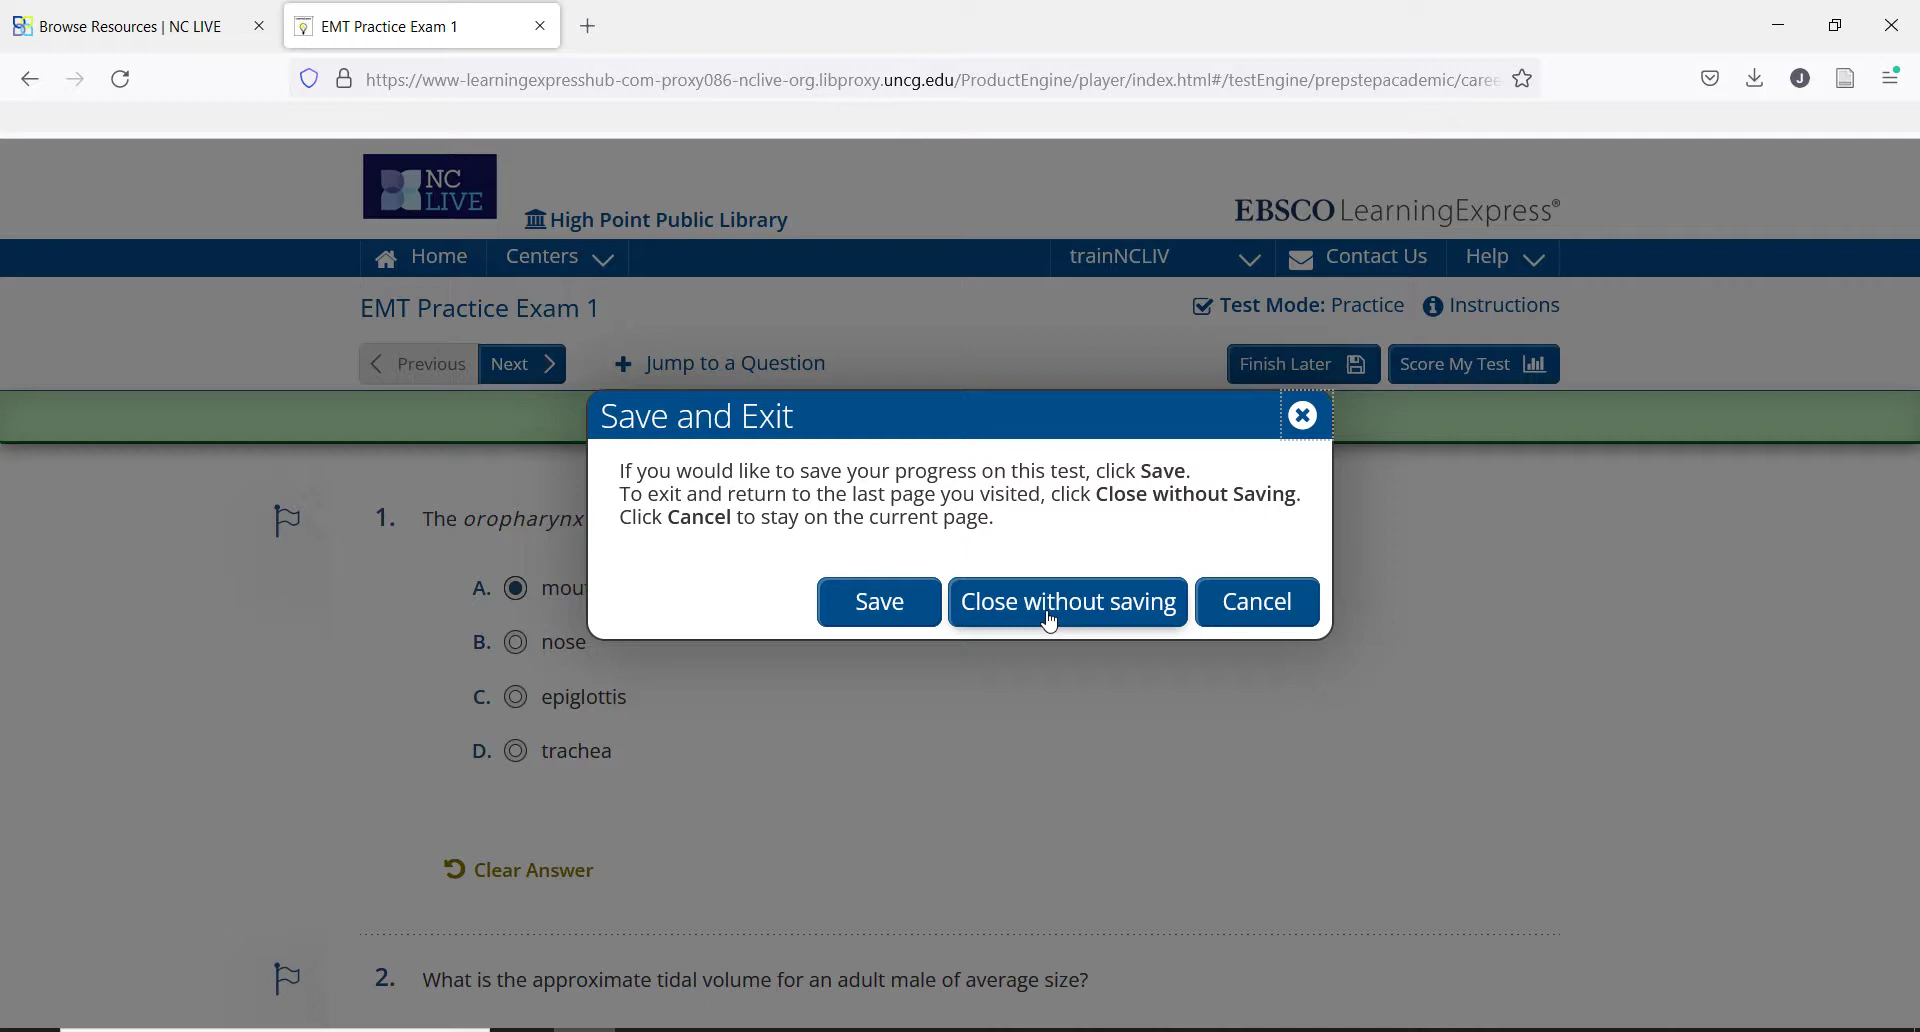 Browse Resources | NC LIVE
EMT Practice Exam 1
https://www-learningexpresshub-com-proxy086-nclive-org.libproxy.uncg.edu/ProductEngine/player/index.html#/testEngine/prepstepacademic/caree
J
NC
LIVE
High Point Public Library
EBSCO LearningExpress®
Home
Centers
trainNCLIV
Contact Us
Help
EMT Practice Exam 1
Test Mode: Practice
Instructions
Previous
Next
Jump to a Question
Finish Later
Score My Test
Save and Exit
If you would like to save your progress on this test, click Save.
To exit and return to the last page you visited, click Close without Saving.
Click Cancel to stay on the current page.
Save
Close without saving
Cancel
1. The oropharynx
A. mou
B. nose
C. epiglottis
D. trachea
Clear Answer
2. What is the approximate tidal volume for an adult male of average size?